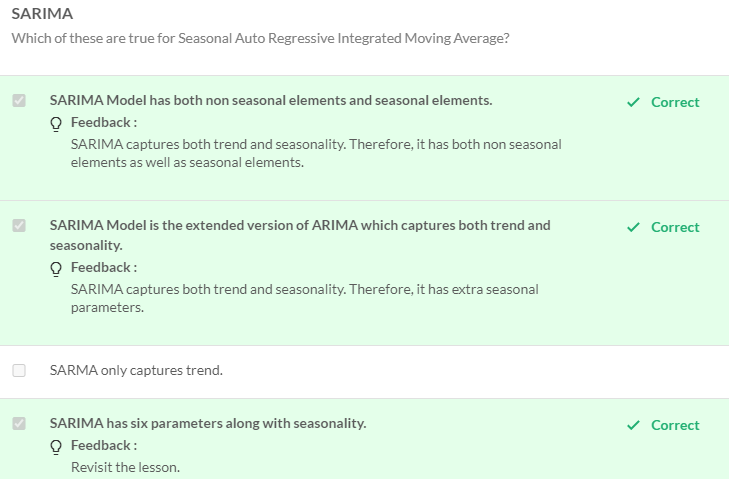 SARIMA
Which of these are true for Seasonal Auto Regressive Integrated Moving Average?
SARIMA Model has both non seasonal elements and seasonal elements.
Correct
Feedback :
SARIMA captures both trend and seasonality. Therefore, it has both non seasonal
elements as well as seasonal elements.
SARIMA Model is the extended version of ARIMA which captures both trend and
seasonality.
Correct
Feedback :
SARIMA captures both trend and seasonality. Therefore, it has extra seasonal
parameters.
SARMA only captures trend.
SARIMA has six parameters along with seasonality.
Correct
Feedback :
Revisit the lesson.